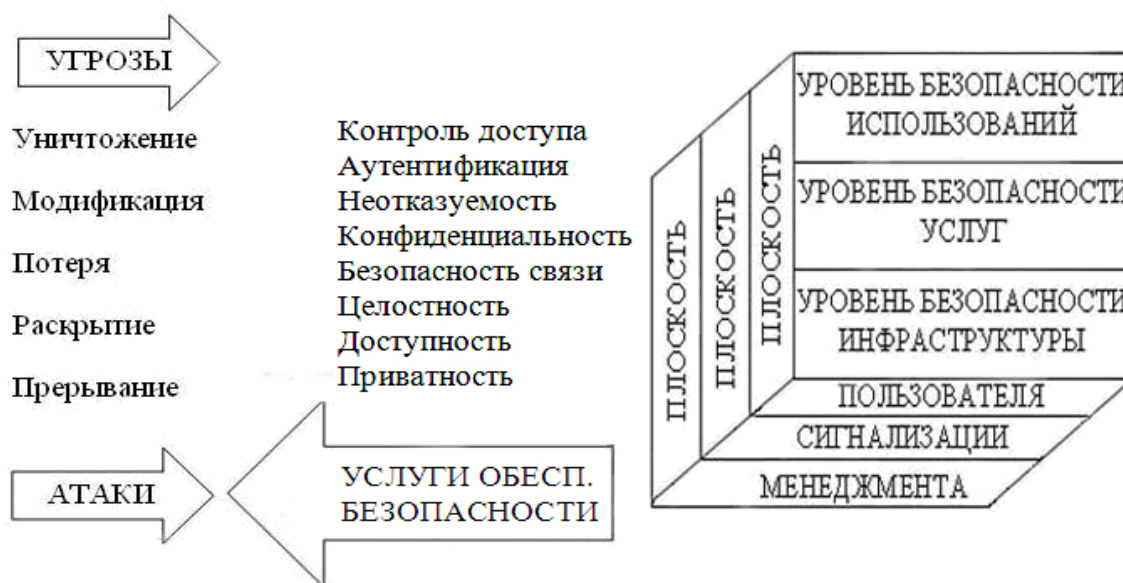 УГРОЗЫ
Уничтожение
Модификация
Потеря
Раскрытие
Прерывание
АТАКИ
Контроль доступа
Аутентификация
Неотказуемость
Конфиденциальность
Безопасность связи
Целостность
Доступность
Приватность
УСЛУГИ ОБЕСП.
БЕЗОПАСНОСТИ
ПЛОСКОСТЬ
ПЛОСКОСТЬ
ПЛОСКОСТЬ
УРОВЕНЬ БЕЗОПАСНОСТИ
ИСПОЛЬЗОВАНИЙ
УРОВЕНЬ БЕЗОПАСНОСТИ
УСЛУГ
УРОВЕНЬ БЕЗОПАСНОСТИ
ИНФРАСТРУКТУРЫ
ПОЛЬЗОВАТЕЛЯ
СИГНАЛИЗАЦИИ
МЕНЕДЖМЕНТА